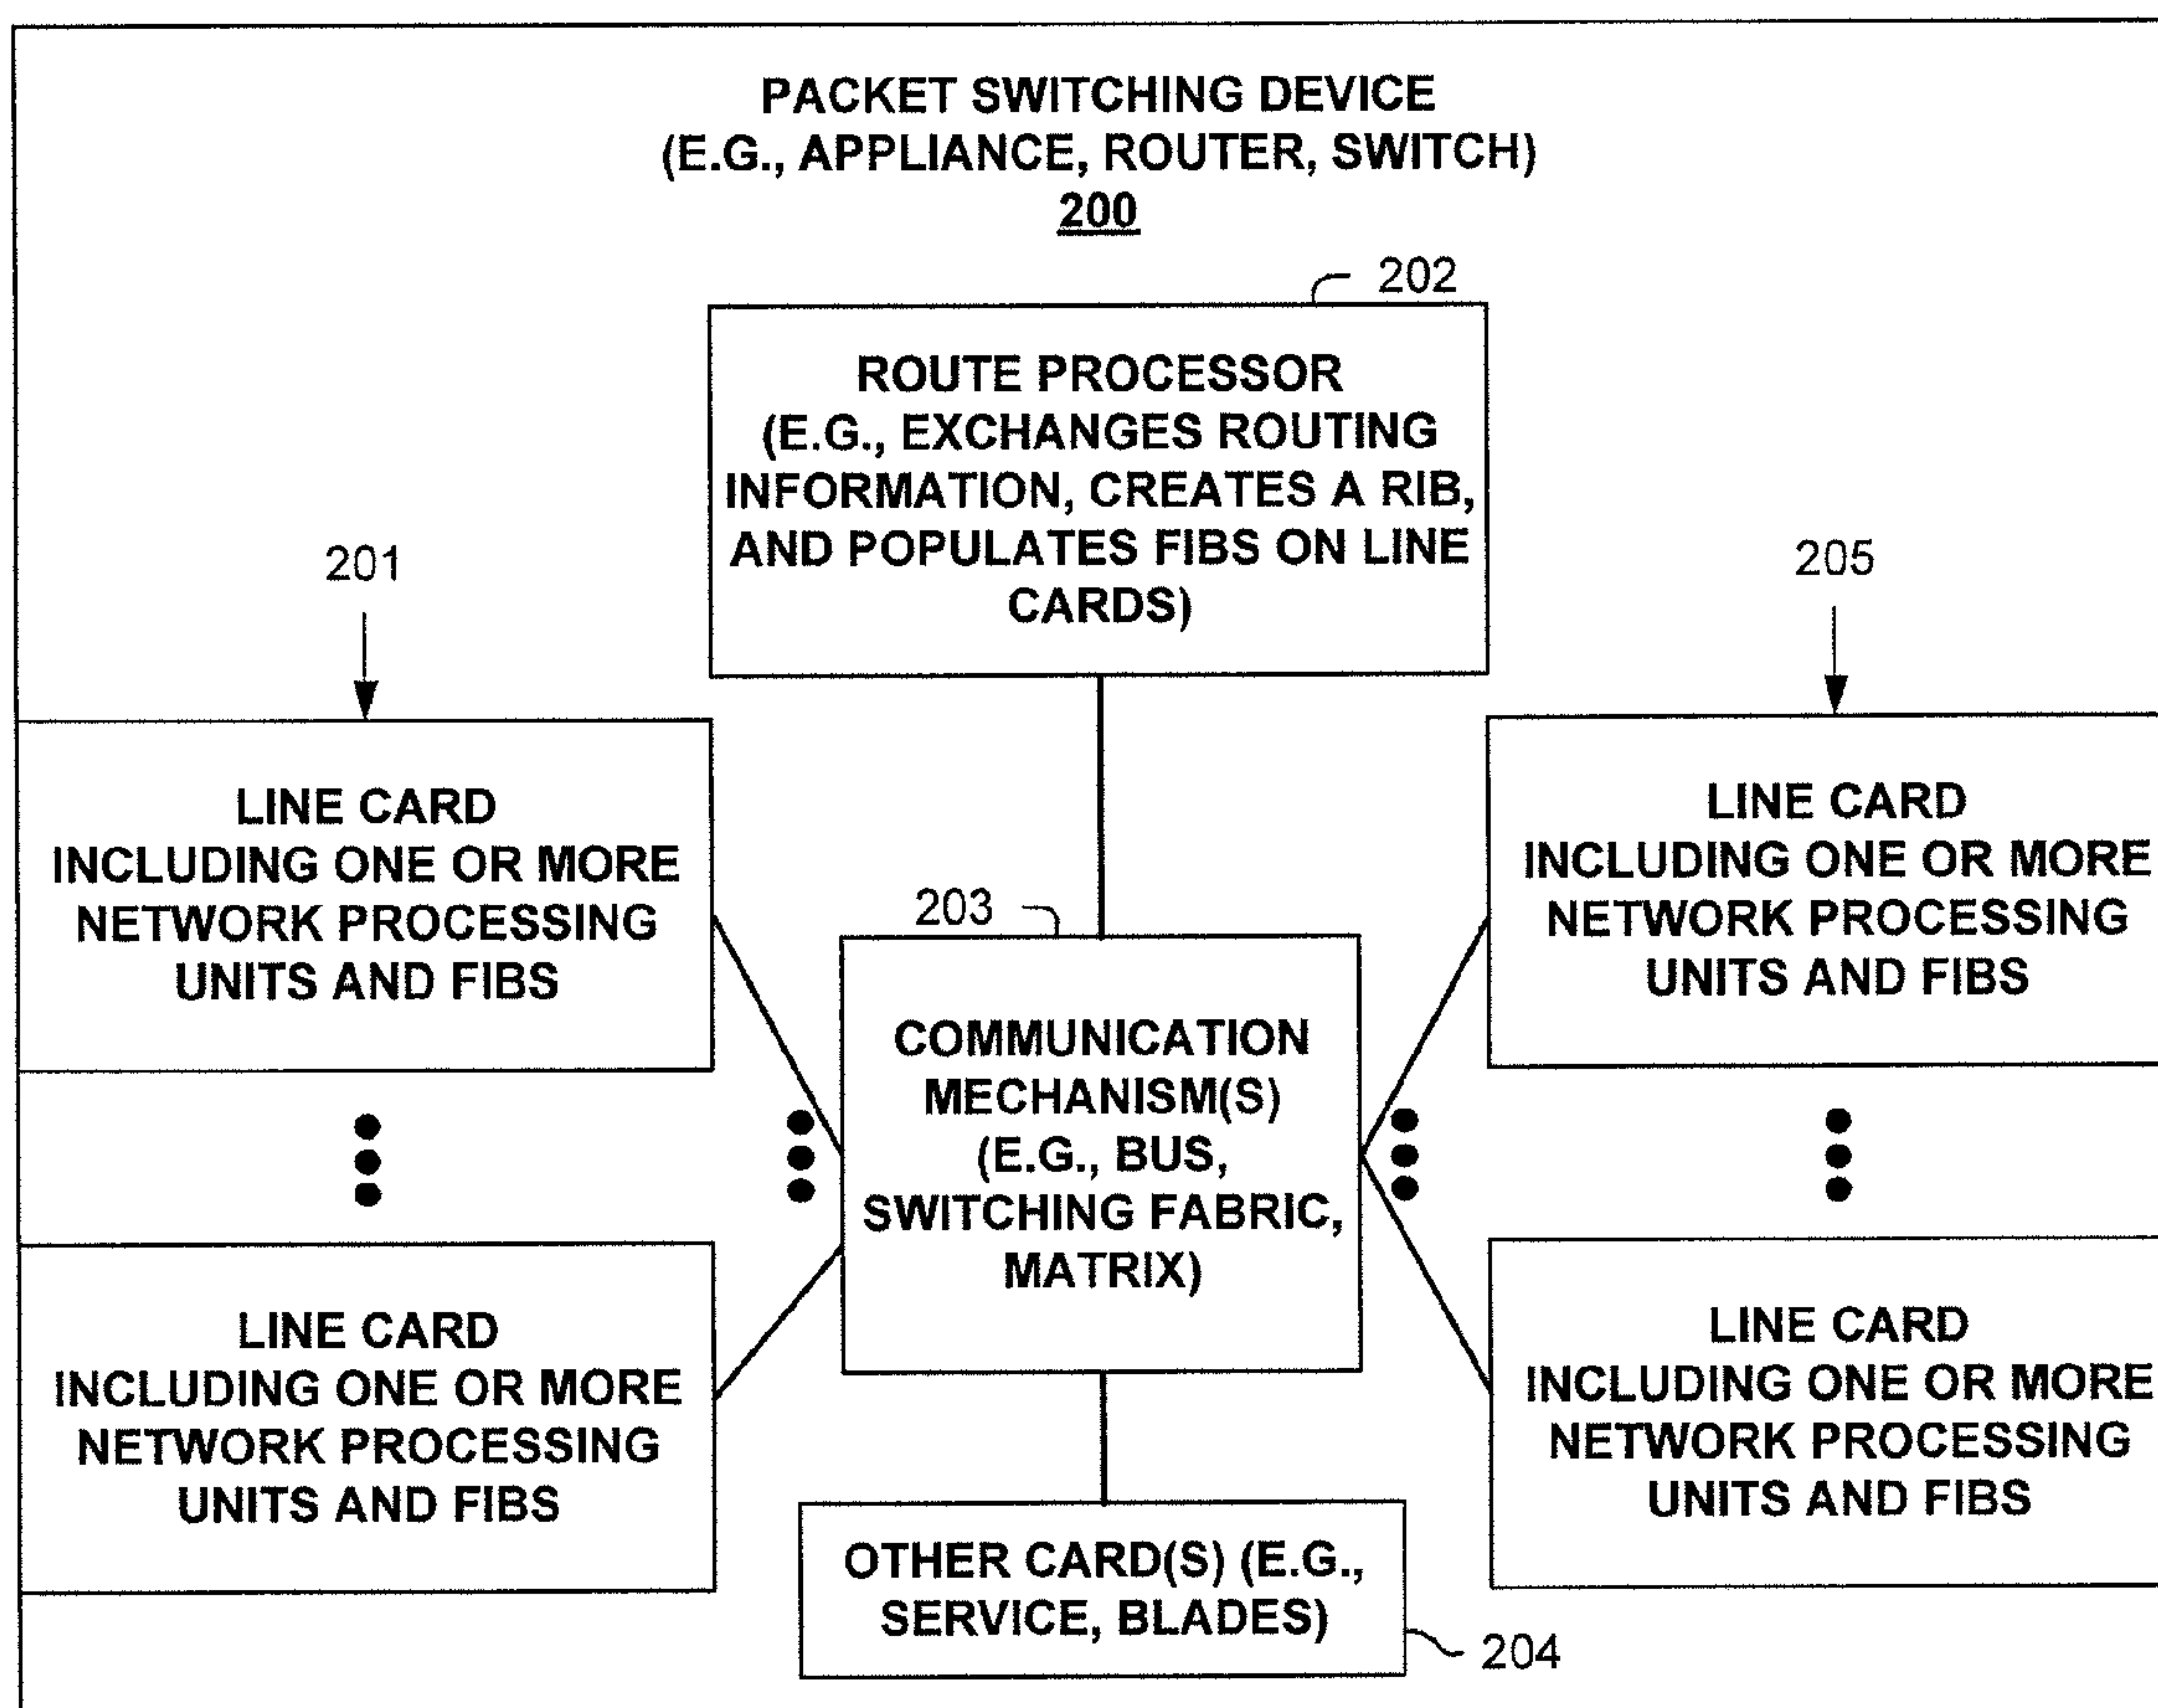 PACKET SWITCHING DEVICE
(E.G., APPLIANCE, ROUTER, SWITCH)
200
202
ROUTE PROCESSOR
(E.G., EXCHANGES ROUTING
INFORMATION, CREATES A RIB,
AND POPULATES FIBS ON LINE
CARDS)
201
205
LINE CARD
INCLUDING ONE OR MORE
NETWORK PROCESSING
UNITS AND FIBS
LINE CARD
INCLUDING ONE OR MORE
NETWORK PROCESSING
UNITS AND FIBS
203
COMMUNICATION
MECHANISM(S)
(E.G., BUS,
SWITCHING FABRIC,
MATRIX)
LINE CARD
INCLUDING ONE OR MORE
NETWORK PROCESSING
UNITS AND FIBS
LINE CARD
INCLUDING ONE OR MORE
NETWORK PROCESSING
UNITS AND FIBS
OTHER CARD(S) (E.G.,
SERVICE, BLADES)
204